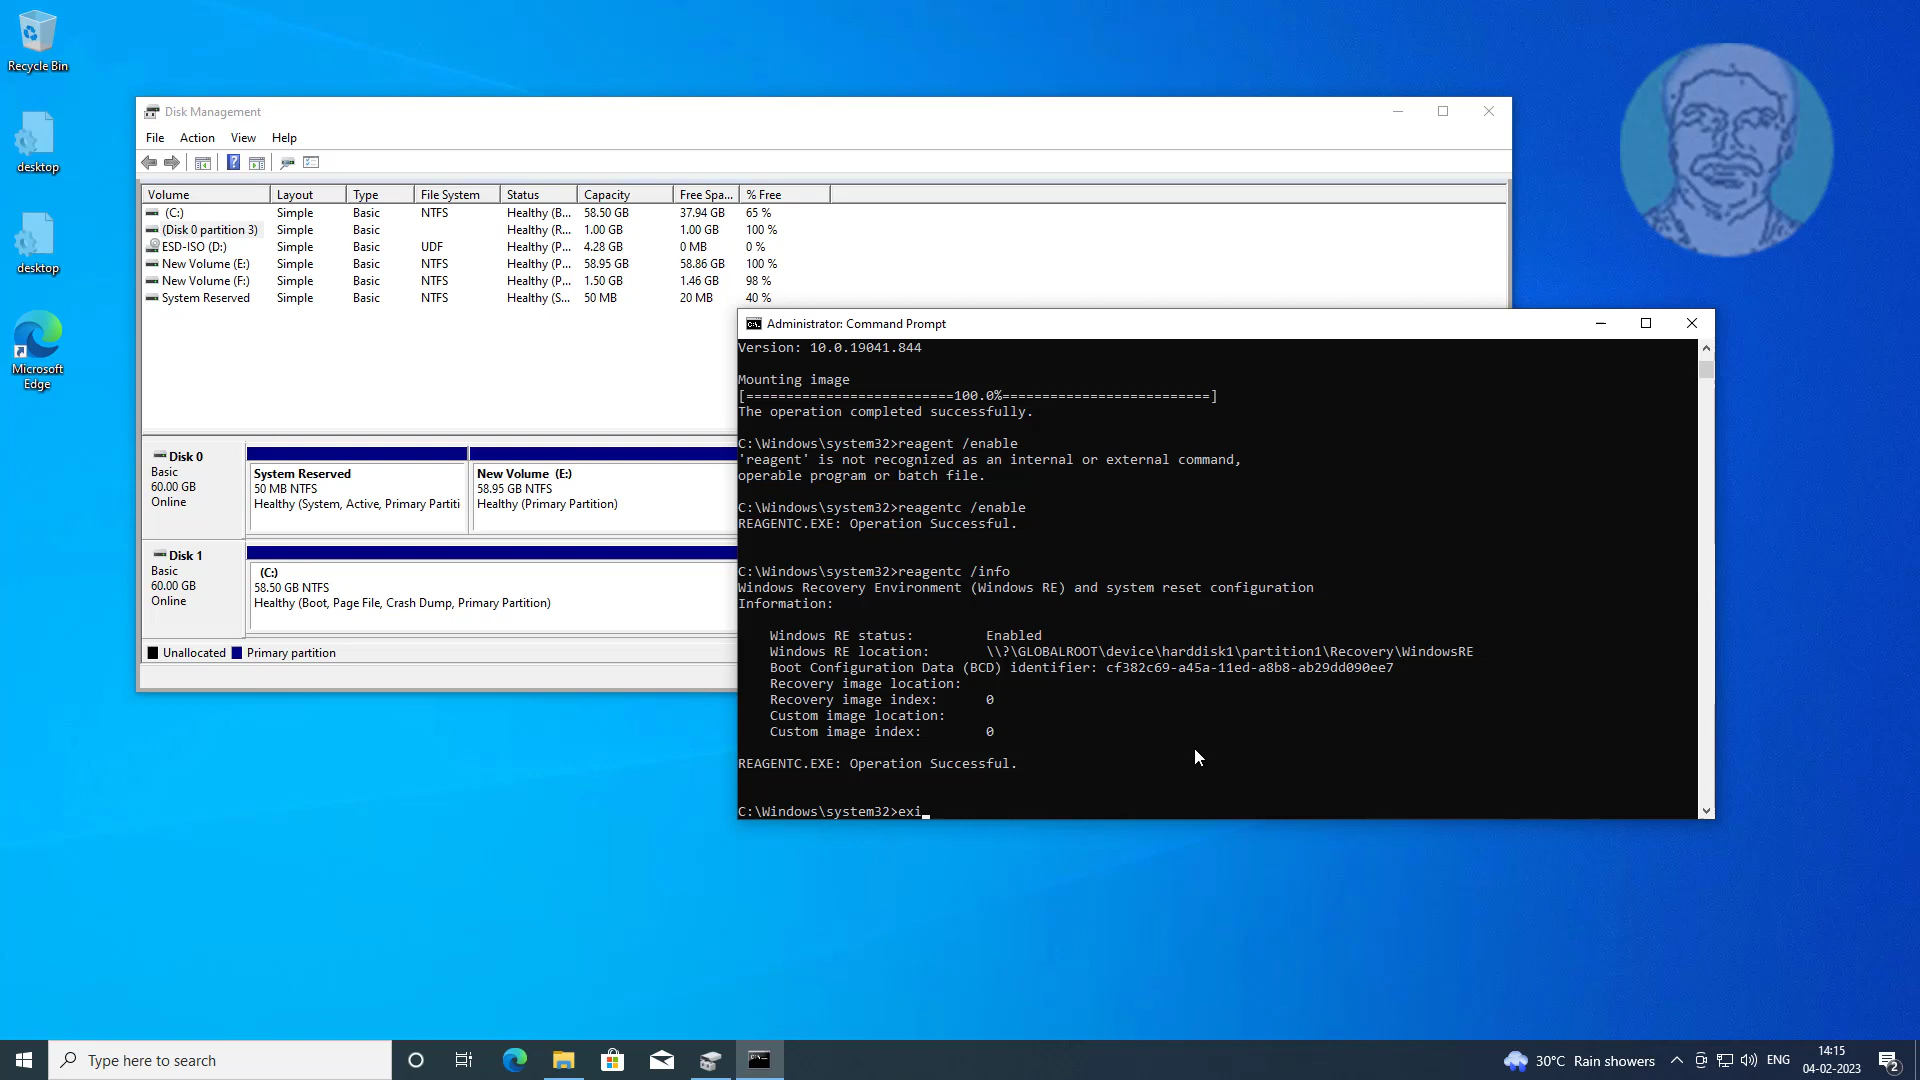 Recycle Bin
desktop
desktop
Microsoft
Edge
Disk Management
File Action View Help
Volume Layout Type File System Status Capacity Free Spa... % Free
(C:) Simple Basic NTFS Healthy (B... 58.50 GB 37.94 GB 65 %
(Disk 0 partition 3) Simple Basic Healthy (R... 1.00 GB 1.00 GB 100 %
ESD-ISO (D:) Simple Basic UDF Healthy (P... 4.28 GB 0 MB 0 %
New Volume (E:) Simple Basic NTFS Healthy (P... 58.95 GB 58.86 GB 100 %
New Volume (F:) Simple Basic NTFS Healthy (P... 1.50 GB 1.46 GB 98 %
System Reserved Simple Basic NTFS Healthy (S... 50 MB 20 MB 40 %
Disk 0
Basic
60.00 GB
Online
System Reserved
50 MB NTFS
Healthy (System, Active, Primary Partiti
New Volume (E:)
58.95 GB NTFS
Healthy (Primary Partition)
Disk 1
Basic
60.00 GB
Online
(C:)
58.50 GB NTFS
Healthy (Boot, Page File, Crash Dump, Primary Partition)
Unallocated Primary partition
Administrator: Command Prompt
Version: 10.0.19041.844
Mounting image
[==========================100.0%==========================]
The operation completed successfully.
C:\Windows\system32>reagent /enable
'reagent' is not recognized as an internal or external command,
operable program or batch file.
C:\Windows\system32>reagentc /enable
REAGENTC.EXE: Operation Successful.
C:\Windows\system32>reagentc /info
Windows Recovery Environment (Windows RE) and system reset configuration
Information:
Windows RE status: Enabled
Windows RE location: \\?\GLOBALROOT\device\harddisk1\partition1\Recovery\WindowsRE
Boot Configuration Data (BCD) identifier: cf382c69-a45a-11ed-a8b8-ab29dd090ee7
Recovery image location:
Recovery image index: 0
Custom image location:
Custom image index: 0
REAGENTC.EXE: Operation Successful.
C:\Windows\system32>exi
Type here to search
30°C Rain showers
ENG
14:15
04-02-2023
2